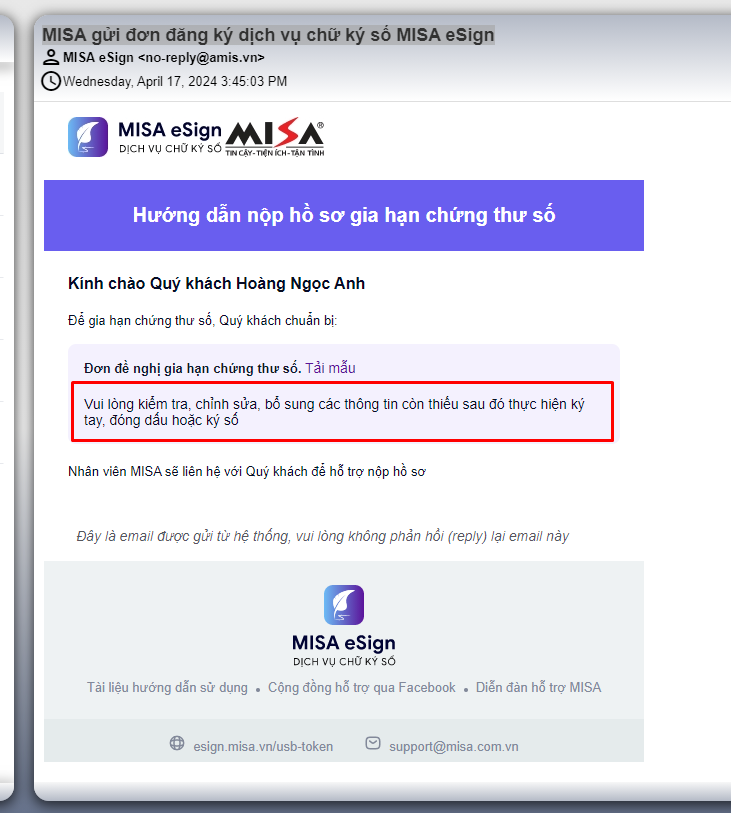 MISA gửi đơn đăng ký dịch vụ chữ ký số MISA eSign
MISA eSign <no-reply@amis.vn>
Wednesday, April 17, 2024 3:45:03 PM
MISA eSign
DỊCH VỤ CHỮ KÝ SỐ
MISA®
TIN CẬY-TIỆN ÍCH-TẬN TÌNH
Hướng dẫn nộp hồ sơ gia hạn chứng thư số
Kính chào Quý khách Hoàng Ngọc Anh
Để gia hạn chứng thư số, Quý khách chuẩn bị:
Đơn đề nghị gia hạn chứng thư số. Tải mẫu
Vui lòng kiểm tra, chỉnh sửa, bổ sung các thông tin còn thiếu sau đó thực hiện ký
tay, đóng dấu hoặc ký số
Nhân viên MISA sẽ liên hệ với Quý khách để hỗ trợ nộp hồ sơ
Đây là email được gửi từ hệ thống, vui lòng không phản hồi (reply) lại email này
MISA eSign
DỊCH VỤ CHỮ KÝ SỐ
Tài liệu hướng dẫn sử dụng • Cộng đồng hỗ trợ qua Facebook • Diễn đàn hỗ trợ MISA
esign.misa.vn/usb-token support@misa.com.vn